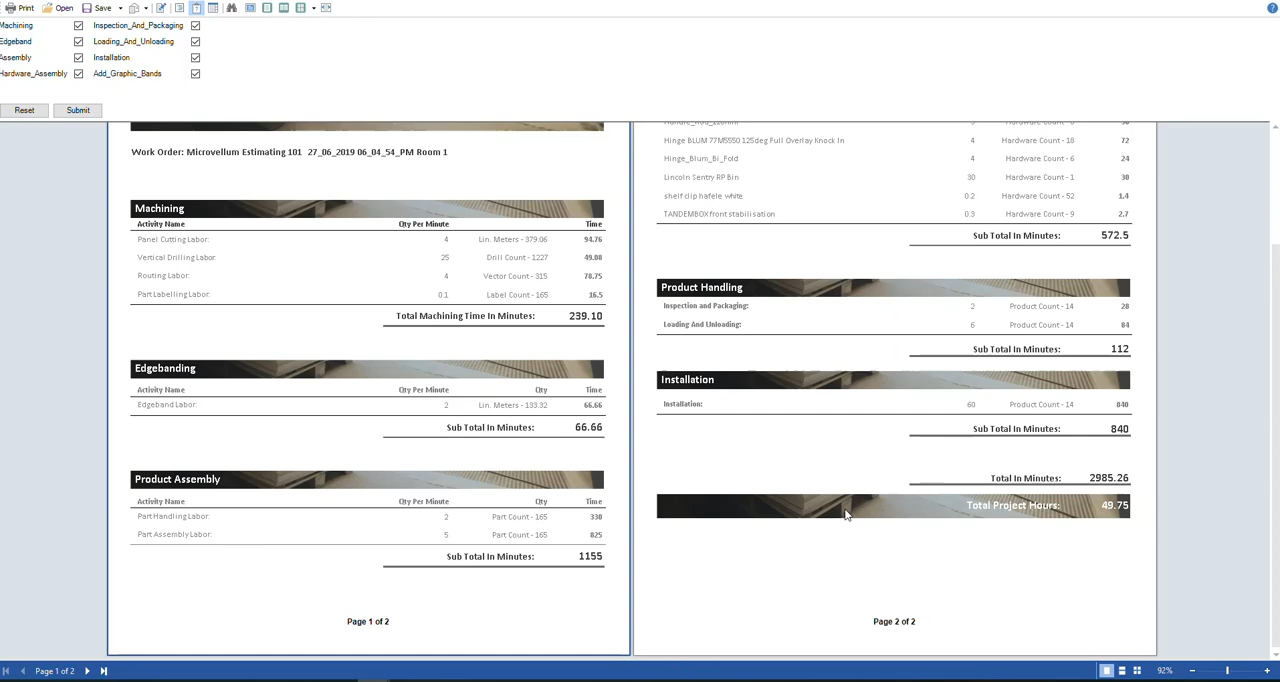 Print Open Save
Machining Inspection_And_Packaging
Edgeband Loading_And_Unloading
Assembly Installation
Hardware_Assembly Add_Graphic_Bands
Reset Submit
Work Order: Microvellum Estimating 101 27_06_2019 06_04_54_PM Room 1
Machining
Activity Name Qty Per Minute Time
Panel Cutting Labor: 4 Lin. Meters - 379.06 94.76
Vertical Drilling Labor: 25 Drill Count - 1227 49.08
Routing Labor: 4 Vector Count - 315 78.75
Part Labelling Labor: 0.1 Label Count - 165 16.5
Total Machining Time In Minutes: 239.10
Edgebanding
Activity Name Qty Per Minute Qty Time
Edgeband Labor: 2 Lin. Meters - 133.32 66.66
Sub Total In Minutes: 66.66
Product Assembly
Activity Name Qty Per Minute Qty Time
Part Handling Labor: 2 Part Count - 165 330
Part Assembly Labor: 5 Part Count - 165 825
Sub Total In Minutes: 1155
Page 1 of 2
Hinge BLUM 77M5550 125deg Full Overlay Knock In 4 Hardware Count - 18 72
Hinge_Blum_Bi_Fold 4 Hardware Count - 6 24
Lincoln Sentry RP Bin 30 Hardware Count - 1 30
shelf clip hafele white 0.2 Hardware Count - 52 1.4
TANDEMBOX front stabilisation 0.3 Hardware Count - 9 2.7
Sub Total In Minutes: 572.5
Product Handling
Inspection and Packaging: 2 Product Count - 14 28
Loading And Unloading: 6 Product Count - 14 84
Sub Total In Minutes: 112
Installation
Installation: 60 Product Count - 14 840
Sub Total In Minutes: 840
Total In Minutes: 2985.26
Total Project Hours: 49.75
Page 2 of 2
Page 1 of 2 92%